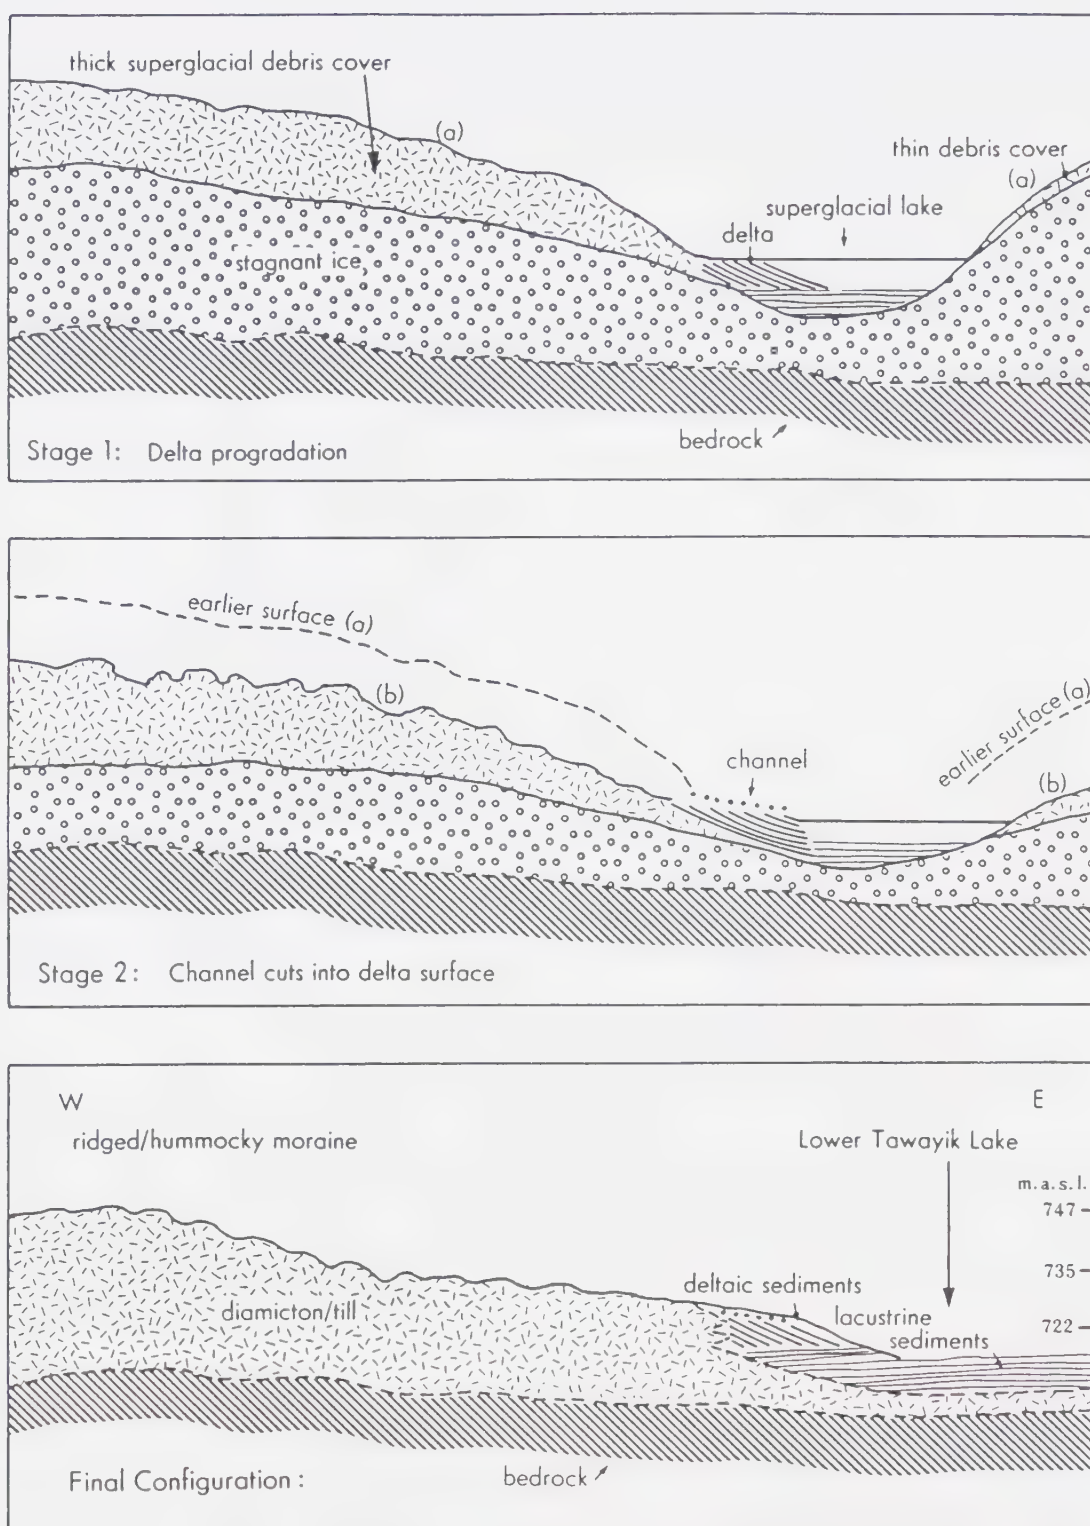 thick superglacial debris cover
(a)
thin debris cover
(a)
superglacial lake
delta
stagnant ice
bedrock
Stage 1: Delta progradation
earlier surface (a)
(b)
channel
earlier surface (a)
(b)
Stage 2: Channel cuts into delta surface
W
E
ridged/hummocky moraine
Lower Tawayik Lake
m.a.s.l.
747
735
deltaic sediments
diamicton/till
lacustrine
sediments
722
Final Configuration :
bedrock